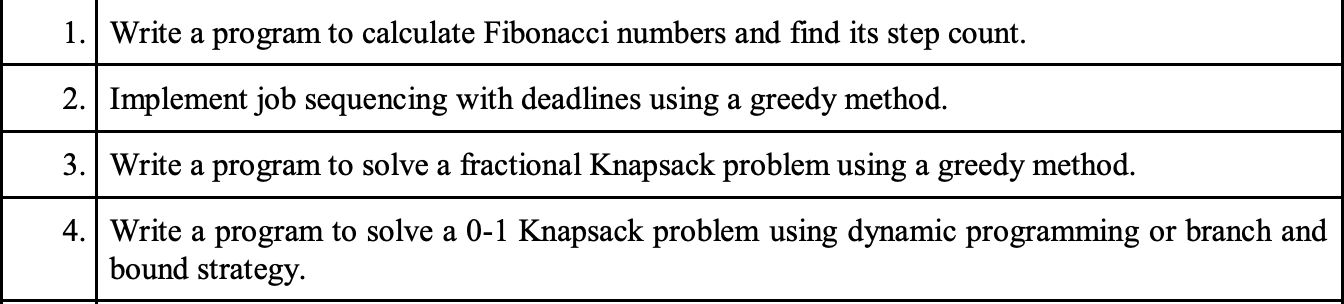 1. Write a program to calculate Fibonacci numbers and find its step count.
2. Implement job sequencing with deadlines using a greedy method.
3. Write a program to solve a fractional Knapsack problem using a greedy method.
4. Write a program to solve a 0-1 Knapsack problem using dynamic programming or branch and
bound strategy.